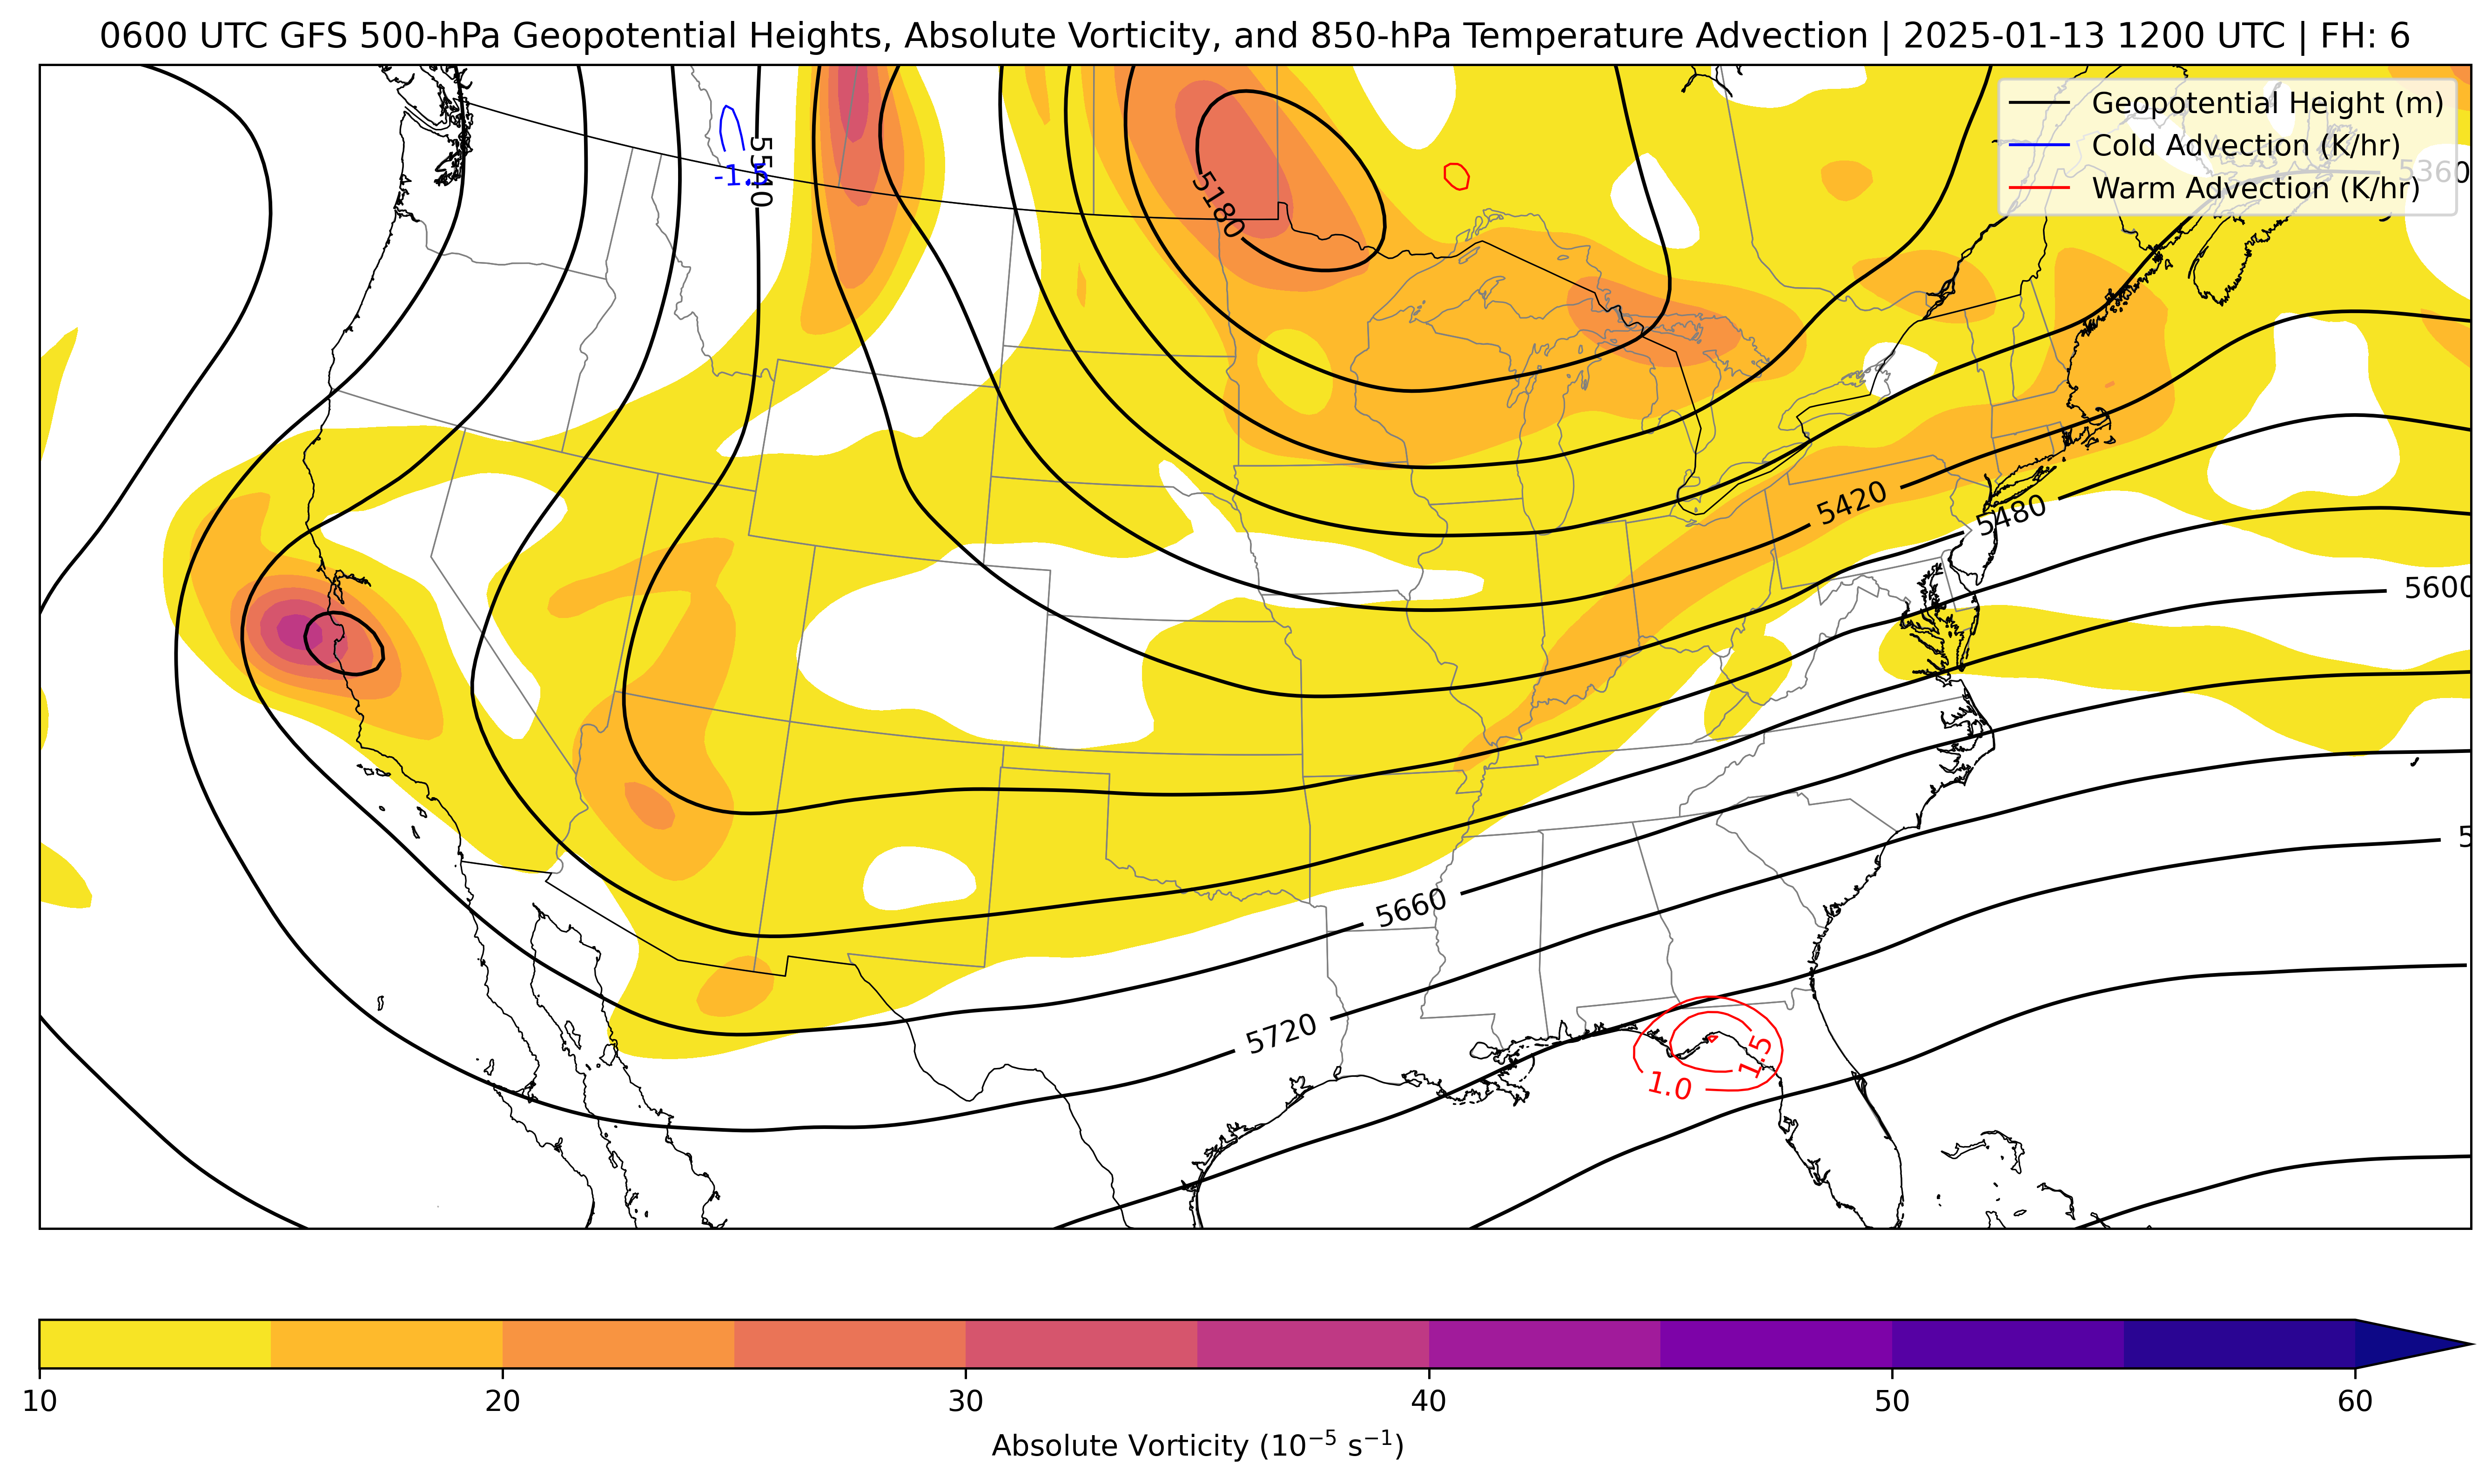 0600 UTC GFS 500-hPa Geopotential Heights, Absolute Vorticity, and 850-hPa Temperature Advection | 2025-01-13 1200 UTC | FH: 6
Geopotential Height (m)
Cold Advection (K/hr)
Warm Advection (K/hr)
5360
5540
-1.5
5180
5420
5480
5600
5
5660
5720
1.5
1.0
10 20 30 40 50 60
Absolute Vorticity (10⁻⁵ s⁻¹)